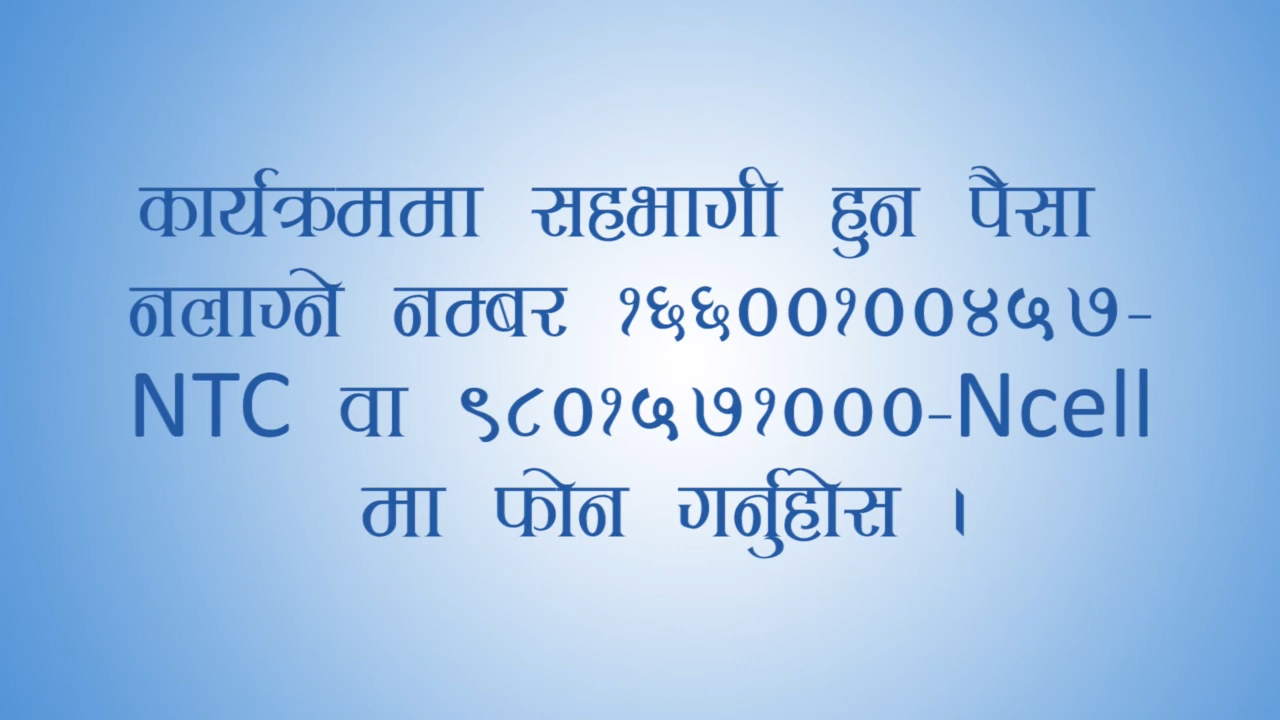 कार्यक्रममा सहभागी हुन पैसा
नलाग्ने नम्बर १६६००१००४५७-
NTC वा ९८०१५७१०००-Ncell
मा फोन गर्नुहोस ।